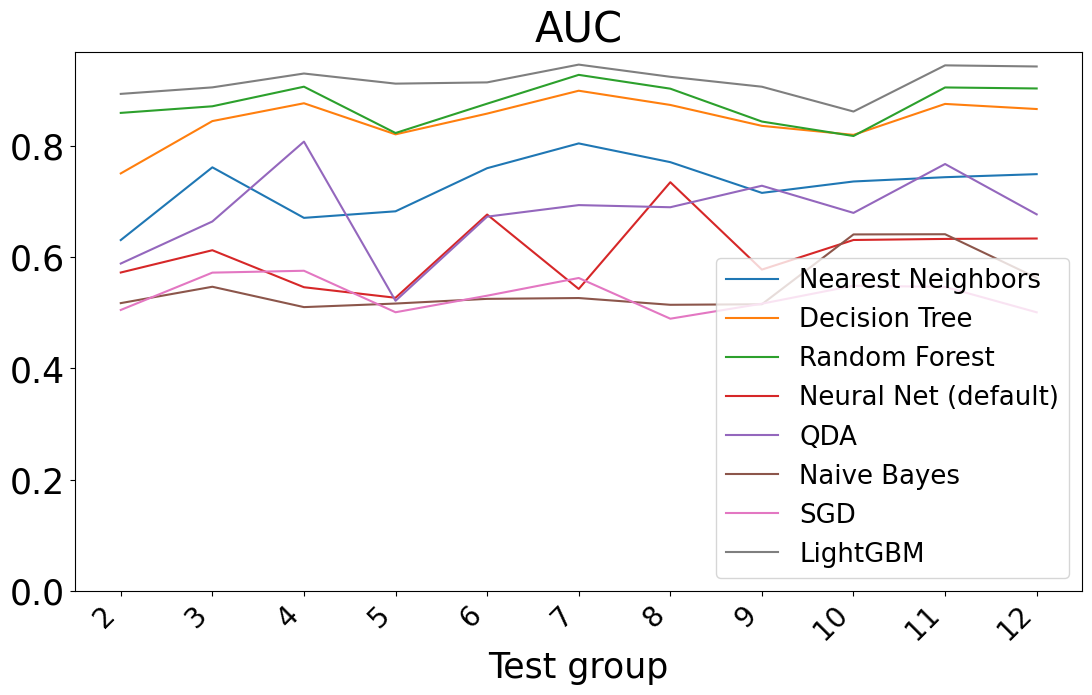 AUC
0.8
0.6
0.4
0.2
0.0
Nearest Neighbors
Decision Tree
Random Forest
Neural Net (default)
QDA
Naive Bayes
SGD
LightGBM
2 3 4 5 6 7 8 9 10 11 12
Test group